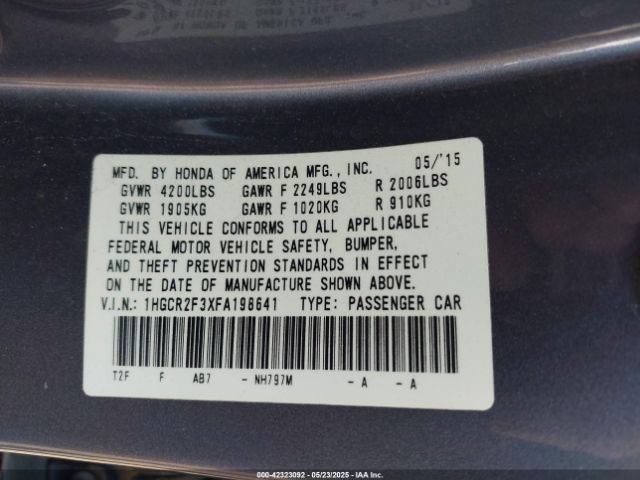 MFD. BY HONDA OF AMERICA MFG., INC. 05/'15
GVWR 4200LBS GAWR F 2249LBS R 2006LBS
GVWR 1905KG GAWR F 1020KG R 910KG
THIS VEHICLE CONFORMS TO ALL APPLICABLE
FEDERAL MOTOR VEHICLE SAFETY, BUMPER,
AND THEFT PREVENTION STANDARDS IN EFFECT
ON THE DATE OF MANUFACTURE SHOWN ABOVE.
V.I.N.: 1HGCR2F3XFA198641 TYPE: PASSENGER CAR
T2F F AB7 - NH797M - A - A
000-42323092 - 05/23/2025 - IAA Inc.